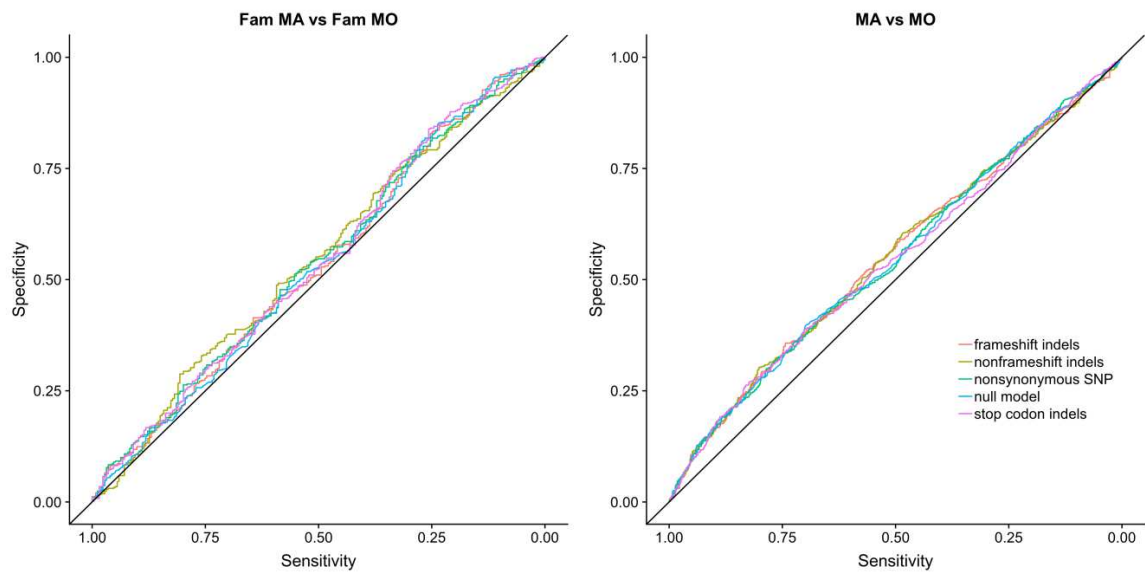 Fam MA vs Fam MO
1.00
0.75
0.50
0.25
0.00
Specificity
1.00
0.75
0.50
0.25
0.00
Sensitivity
MA vs MO
1.00
0.75
0.50
0.25
0.00
Specificity
frameshift indels
nonframeshift indels
nonsynonymous SNP
null model
stop codon indels
1.00
0.75
0.50
0.25
0.00
Sensitivity